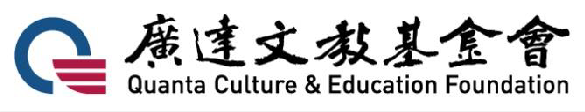 廣達文教基金會
Quanta Culture & Education Foundation